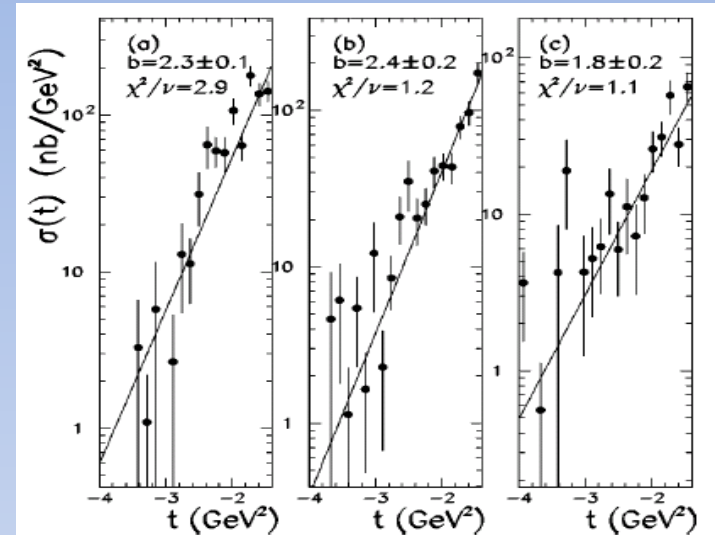 σ(t) (nb/GeV²)
(a)
b=2.3±0.1
χ²/ν=2.9
10²
10
1
-4 -3 -2
t (GeV²)
(b)
b=2.4±0.2
χ²/ν=1.2
10²
10
1
-4 -3 -2
t (GeV²)
(c)
b=1.8±0.2
χ²/ν=1.1
10²
10
1
-4 -3 -2
t (GeV²)